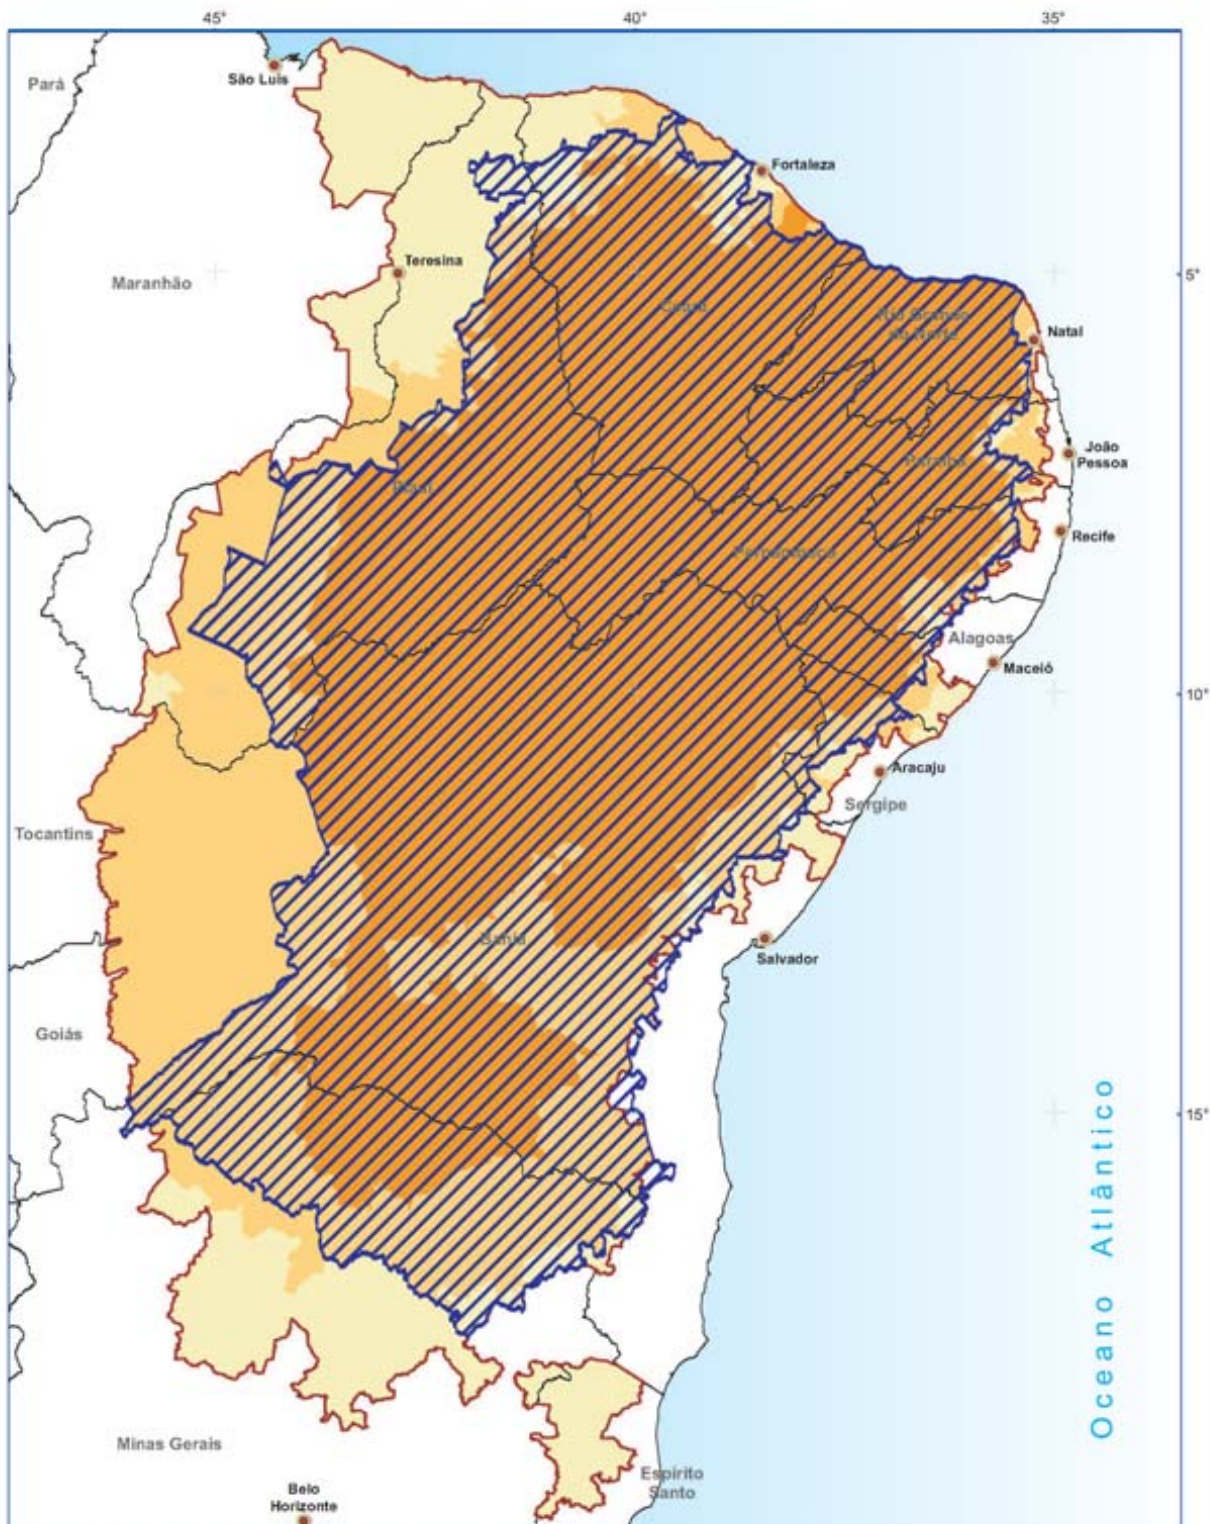 45° 40° 35°
Pará
São Luis
Fortaleza
Teresina
5°
Maranhão
Ceará
Rio Grande
do Norte
Natal
João
Pessoa
Paraíba
Piauí
Recife
Pernambuco
Alagoas
Maceió
10°
Aracaju
Sergipe
Tocantins
Bahia
Salvador
Goiás
15°
Oceano Atlântico
Minas Gerais
Espírito
Santo
Belo
Horizonte